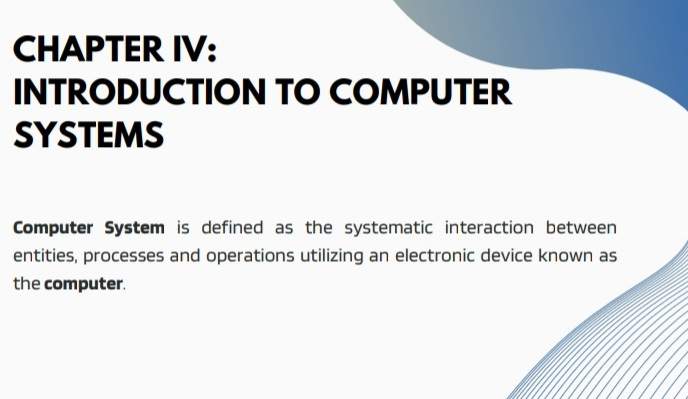 CHAPTER IV:
INTRODUCTION TO COMPUTER
SYSTEMS
Computer System is defined as the systematic interaction between
entities, processes and operations utilizing an electronic device known as
the computer.